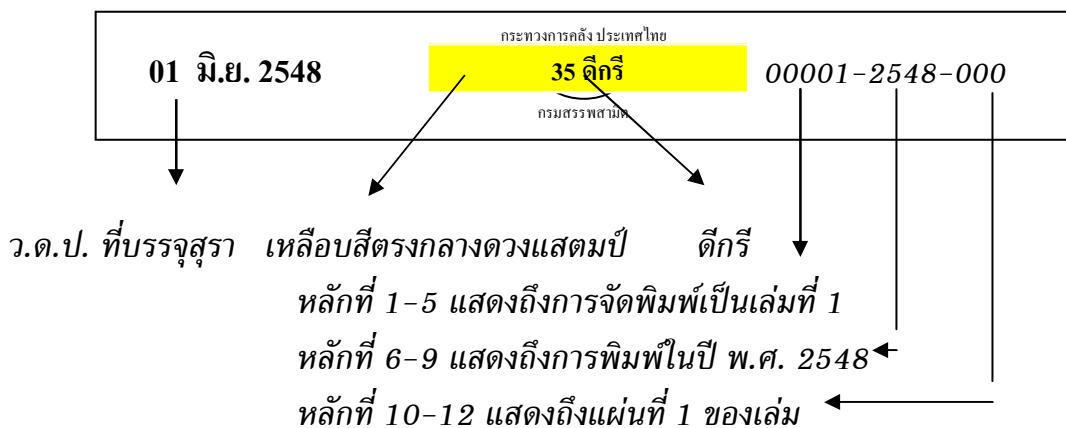 กระทรวงการคลัง ประเทศไทย
01 มิ.ย. 2548 35 ดีกรี 00001-2548-000
กรมสรรพสามิต
ว.ด.ป. ที่บรรจุสุรา เหลือบสีตรงกลางดวงแสตมป์ ดีกรี
หลักที่ 1-5 แสดงถึงการจัดพิมพ์เป็นเล่มที่ 1
หลักที่ 6-9 แสดงถึงการพิมพ์ในปี พ.ศ. 2548
หลักที่ 10-12 แสดงถึงแผ่นที่ 1 ของเล่ม